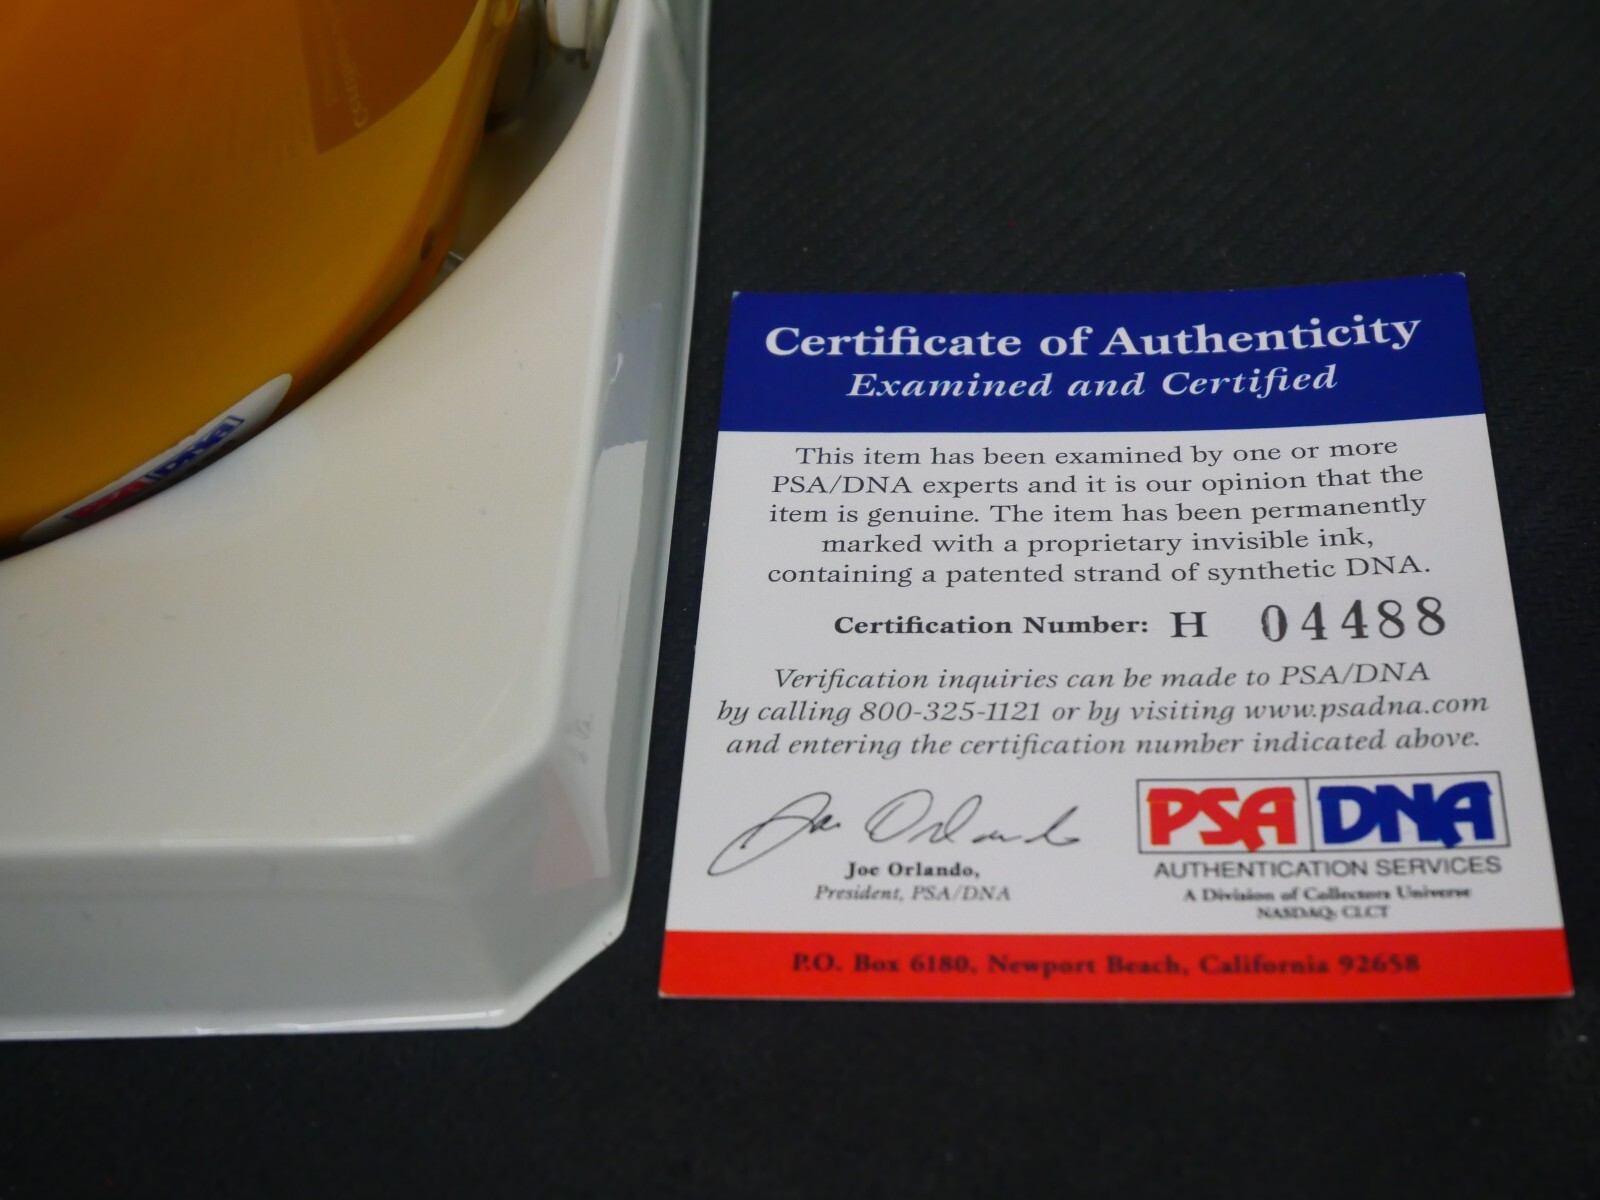 Certificate of Authenticity
Examined and Certified
This item has been examined by one or more
PSA/DNA experts and it is our opinion that the
item is genuine. The item has been permanently
marked with a proprietary invisible ink,
containing a patented strand of synthetic DNA.
Certification Number: H 04488
Verification inquiries can be made to PSA/DNA
by calling 800-325-1121 or by visiting www.psadna.com
and entering the certification number indicated above.
Joe Orlando
Joe Orlando,
President, PSA/DNA
PSA DNA
AUTHENTICATION SERVICES
A Division of Collectors Universe
NASDAQ: CLCT
P.O. Box 6180, Newport Beach, California 92658
PSA/DNA